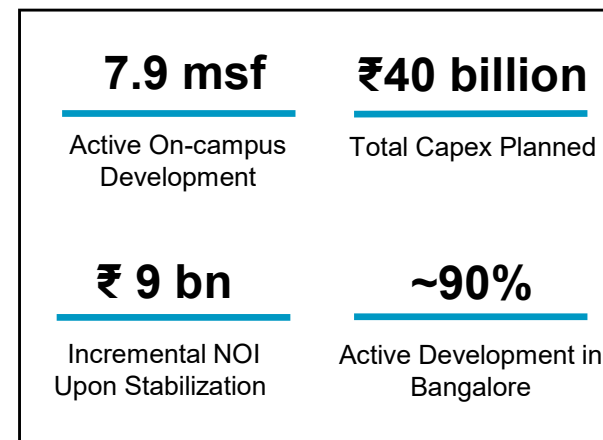 7.9 msf
Active On-campus
Development
₹40 billion
Total Capex Planned
₹ 9 bn
Incremental NOI
Upon Stabilization
~90%
Active Development in
Bangalore